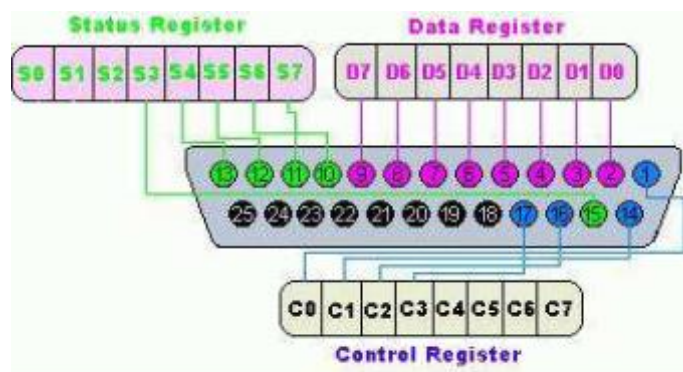 Status Register Data Register
S0 S1 S2 S3 S4 S5 S6 S7 D7 D6 D5 D4 D3 D2 D1 D0
13 12 11 10 9 8 7 6 5 4 3 2 1
25 24 23 22 21 20 19 18 17 16 15 14
C0 C1 C2 C3 C4 C5 C6 C7
Control Register